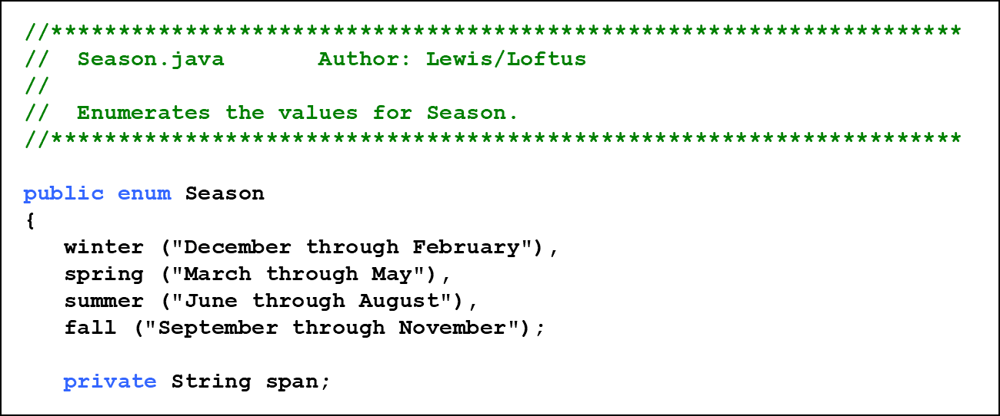 //********************************************************************
//  Season.java       Author: Lewis/Loftus
//
//  Enumerates the values for Season.
//********************************************************************
public enum Season
{
   winter ("December through February"),
   spring ("March through May"),
   summer ("June through August"),
   fall ("September through November");
   private String span;